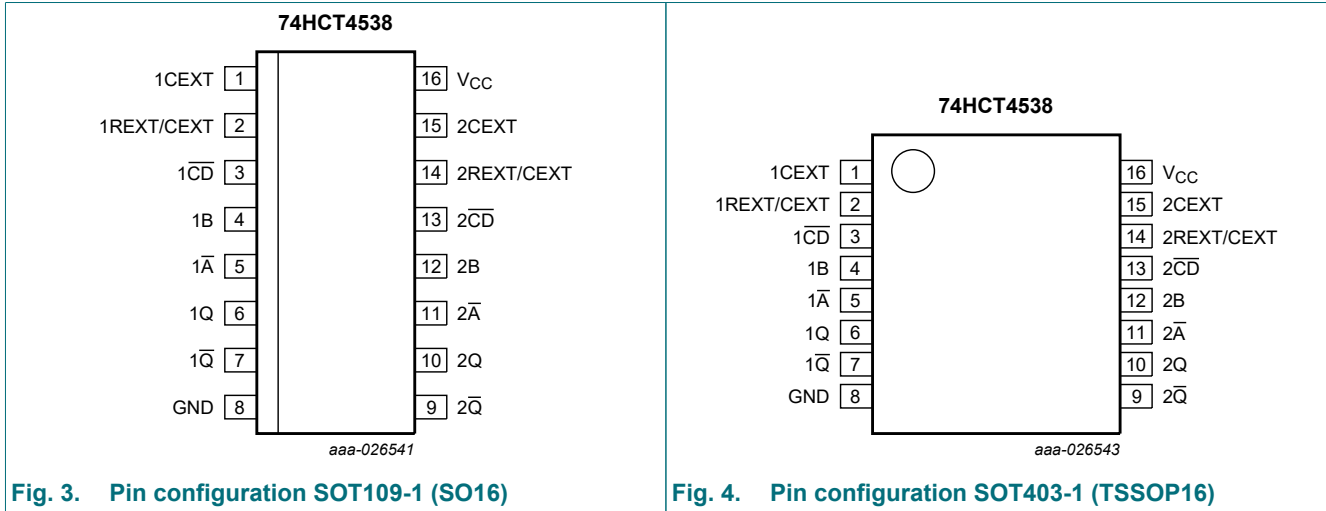 74HCT4538
1CEXT 1
1REXT/CEXT 2
1C̅D̅ 3
1B 4
1A̅ 5
1Q 6
1Q̅ 7
GND 8
16 VCC
15 2CEXT
14 2REXT/CEXT
13 2C̅D̅
12 2B
11 2A̅
10 2Q
9 2Q̅
aaa-026541
Fig. 3. Pin configuration SOT109-1 (SO16)
74HCT4538
1CEXT 1
1REXT/CEXT 2
1C̅D̅ 3
1B 4
1A̅ 5
1Q 6
1Q̅ 7
GND 8
16 VCC
15 2CEXT
14 2REXT/CEXT
13 2C̅D̅
12 2B
11 2A̅
10 2Q
9 2Q̅
aaa-026543
Fig. 4. Pin configuration SOT403-1 (TSSOP16)